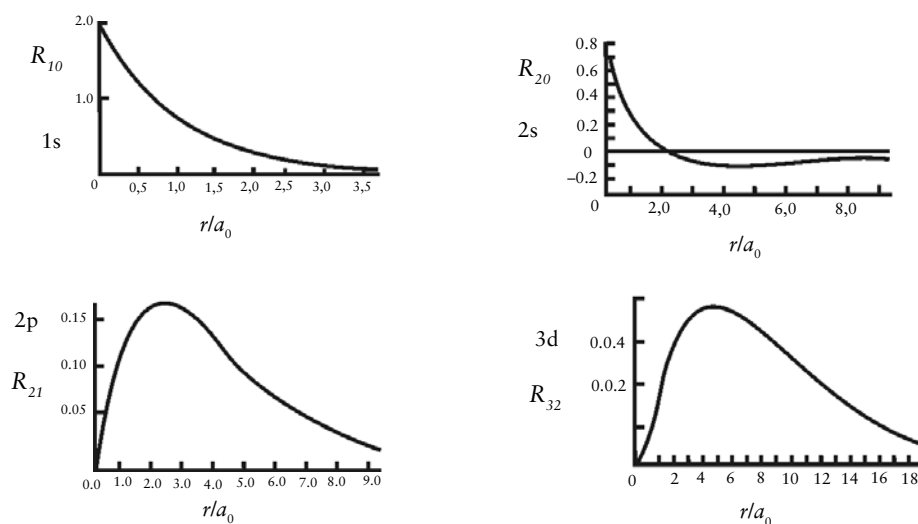 2.0
R₁₀
1.0
1s
0 0,5 1,0 1,5 2,0 2,5 3,0 3,5
r/a₀
0.8
R₂₀
0.6
0.4
2s
0.2
0
–0.2
0 2,0 4,0 6,0 8,0
r/a₀
2p
0.15
0.10
R₂₁
0.05
0.0 1.0 2.0 3.0 4.0 5.0 6.0 7.0 8.0 9.0
r/a₀
3d
0.0.4
0.0.2
R₃₂
0 2 4 6 8 10 12 14 16 18
r/a₀